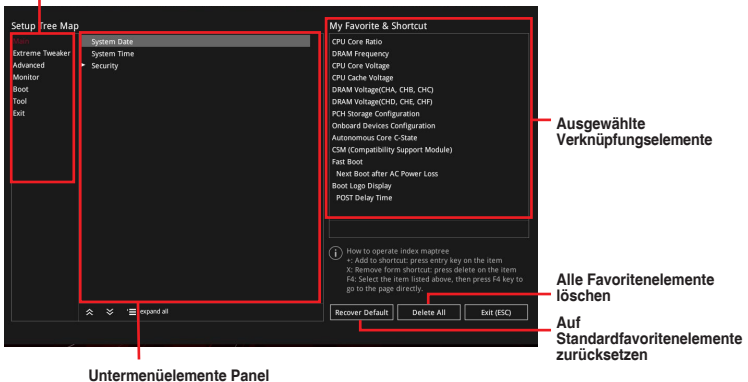 Setup Tree Map
Main
Extreme Tweaker
Advanced
Monitor
Boot
Tool
Exit
System Date
System Time
Security
expand all
My Favorite & Shortcut
CPU Core Ratio
DRAM Frequency
CPU Core Voltage
CPU Cache Voltage
DRAM Voltage(CHA, CHB, CHC)
DRAM Voltage(CHD, CHE, CHF)
PCH Storage Configuration
Onboard Devices Configuration
Autonomous Core C-State
CSM (Compatibility Support Module)
Fast Boot
Next Boot after AC Power Loss
Boot Logo Display
POST Delay Time
How to operate index maptree
+: Add to shortcut: press entry key on the item
X: Remove form shortcut: press delete on the item
F4: Select the item listed above, then press F4 key to
go to the page directly.
Recover Default
Delete All
Exit (ESC)
Ausgewählte
Verknüpfungselemente
Alle Favoritenelemente
löschen
Auf
Standardfavoritenelemente
zurücksetzen
Untermenüelemente Panel